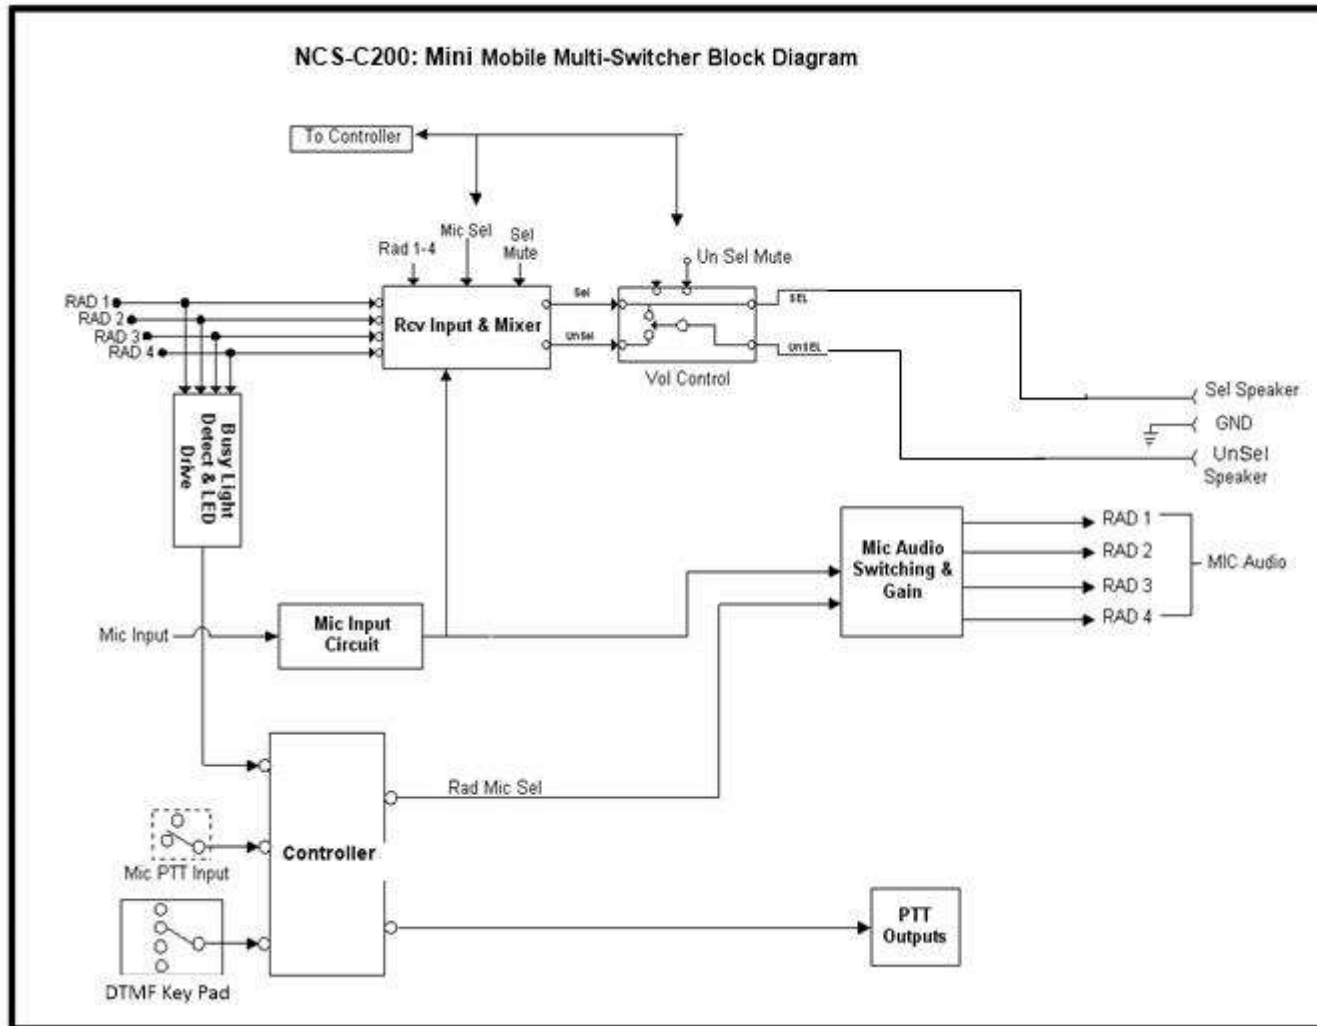 NCS-C200: Mini Mobile Multi-Switcher Block Diagram
To Controller
Rad 1-4
Mic Sel
Sel
Mute
Un Sel Mute
RAD 1
RAD 2
RAD 3
RAD 4
Rcv Input & Mixer
Sel
UnSel
SEL
UNSEL
Vol Control
Sel Speaker
GND
UnSel
Speaker
Busy Light
Detect & LED
Drive
Mic Audio
Switching &
Gain
RAD 1
RAD 2
RAD 3
RAD 4
MIC Audio
Mic Input
Mic Input
Circuit
Rad Mic Sel
Controller
Mic PTT Input
DTMF Key Pad
PTT
Outputs